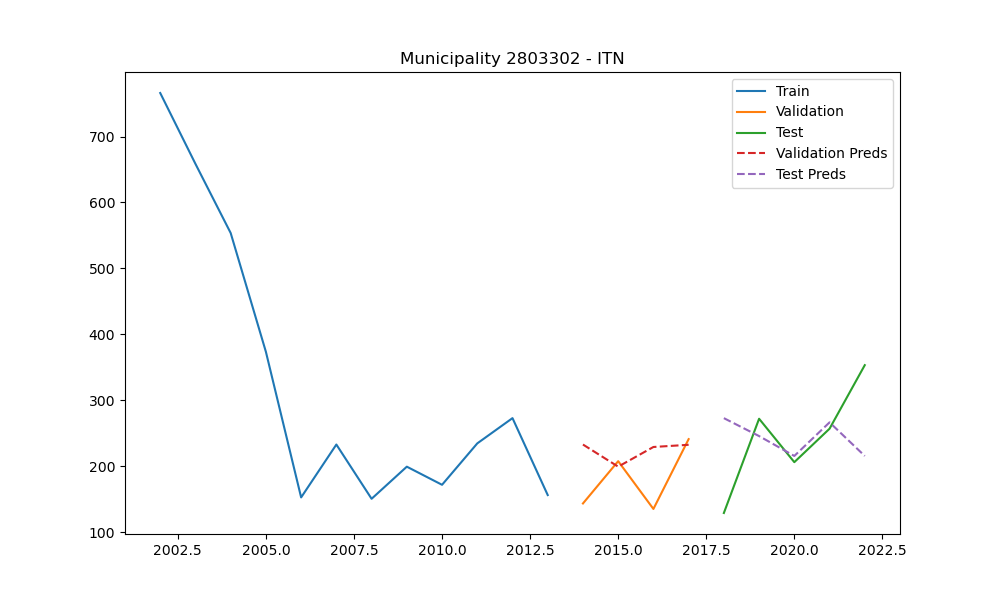 Municipality 2803302 - ITN
Train
Validation
Test
Validation Preds
Test Preds
700
600
500
400
300
200
100
2002.5 2005.0 2007.5 2010.0 2012.5 2015.0 2017.5 2020.0 2022.5